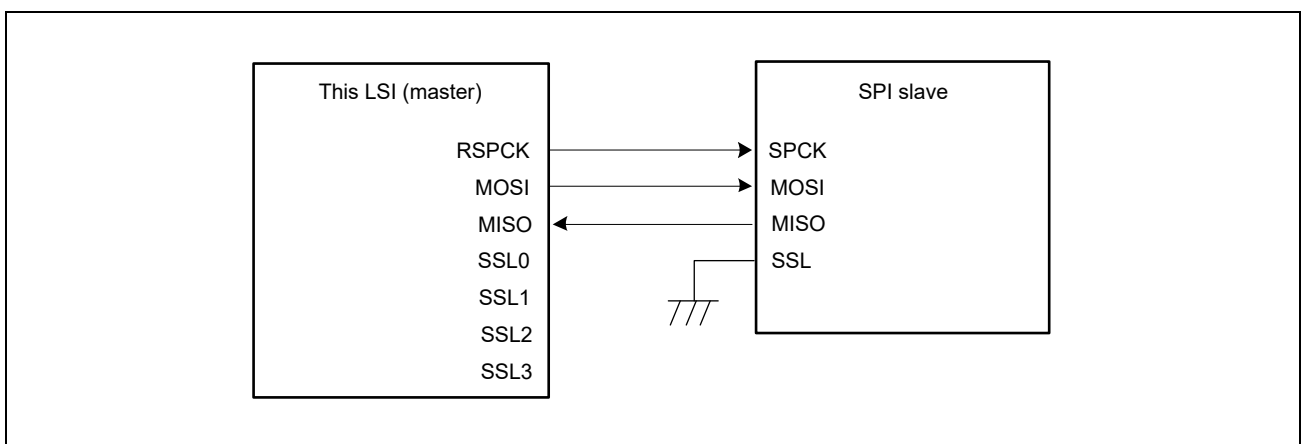 This LSI (master)
RSPCK
MOSI
MISO
SSL0
SSL1
SSL2
SSL3
SPI slave
SPCK
MOSI
MISO
SSL